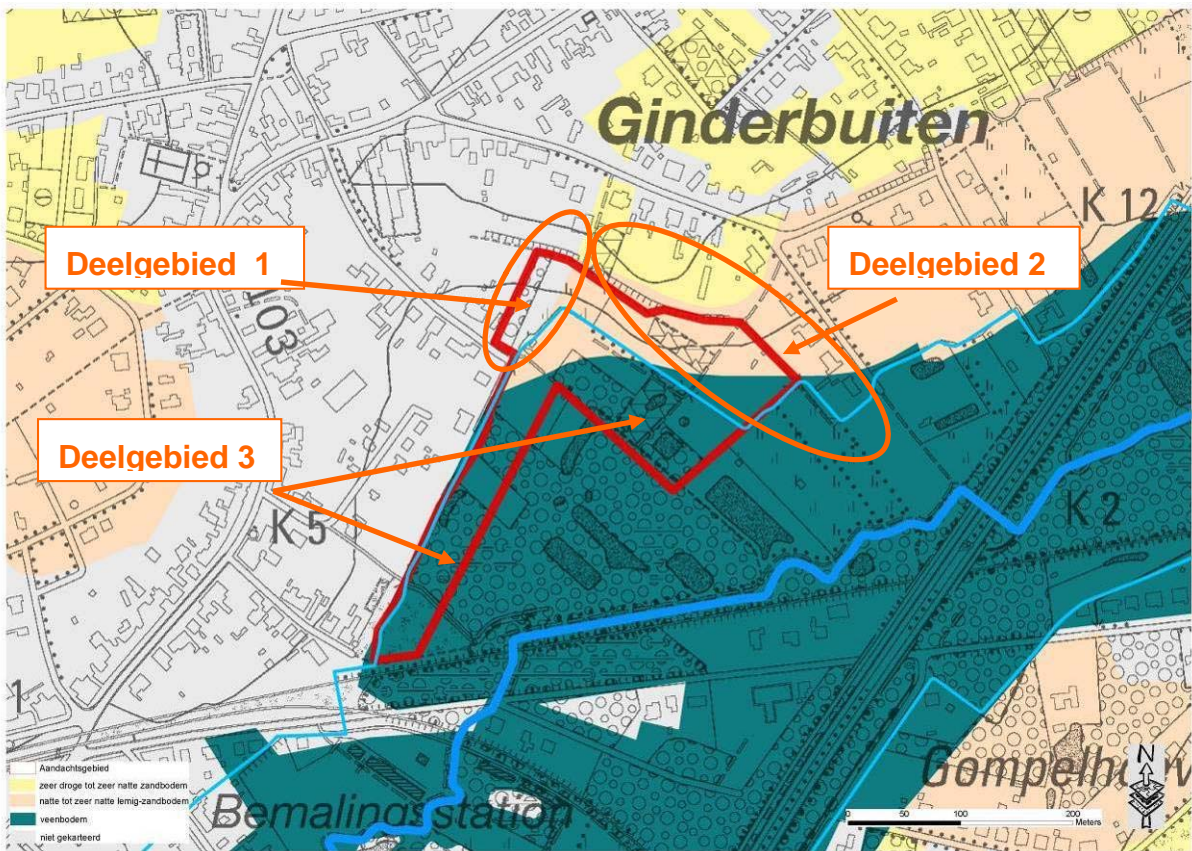 Ginderbuiten
K 12
Deelgebied 1
Deelgebied 2
103
Deelgebied 3
K 5
K 2
1
Gompelh
Bemalingsstation
Aandachtsgebied
zeer droge tot zeer natte zandbodem
natte tot zeer natte lemig-zandbodem
veenbodem
niet gekarteerd
N
0 50 100 200
Meters